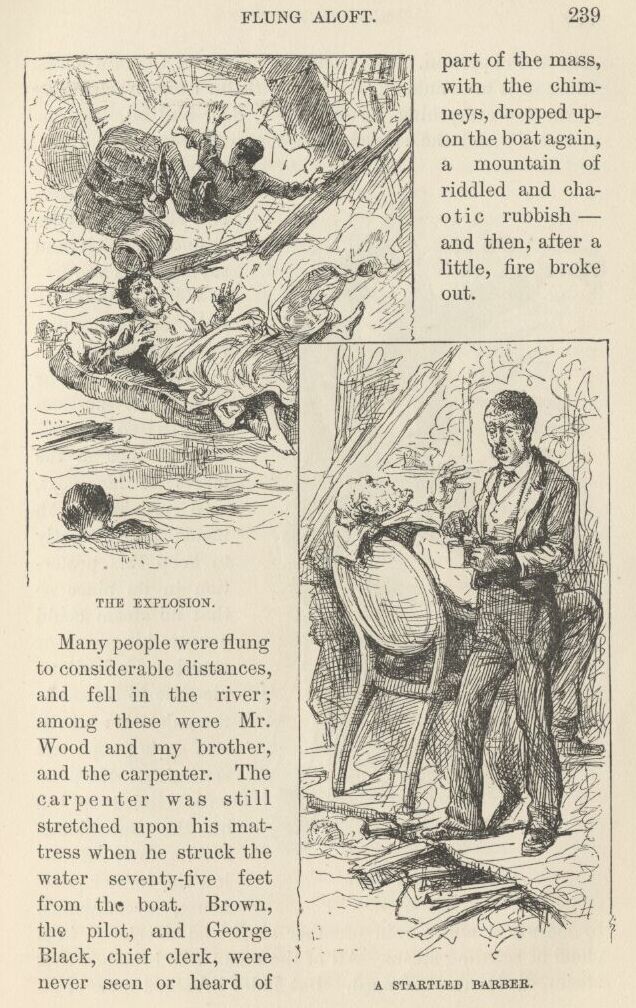 FLUNG ALOFT. 239
part of the mass,
with the chim-
neys, dropped up-
on the boat again,
a mountain of
riddled and cha-
otic rubbish —
and then, after a
little, fire broke
out.
THE EXPLOSION.
Many people were flung
to considerable distances,
and fell in the river;
among these were Mr.
Wood and my brother,
and the carpenter. The
carpenter was still
stretched upon his mat-
tress when he struck the
water seventy-five feet
from the boat. Brown,
the pilot, and George
Black, chief clerk, were
never seen or heard of
A STARTLED BARBER.